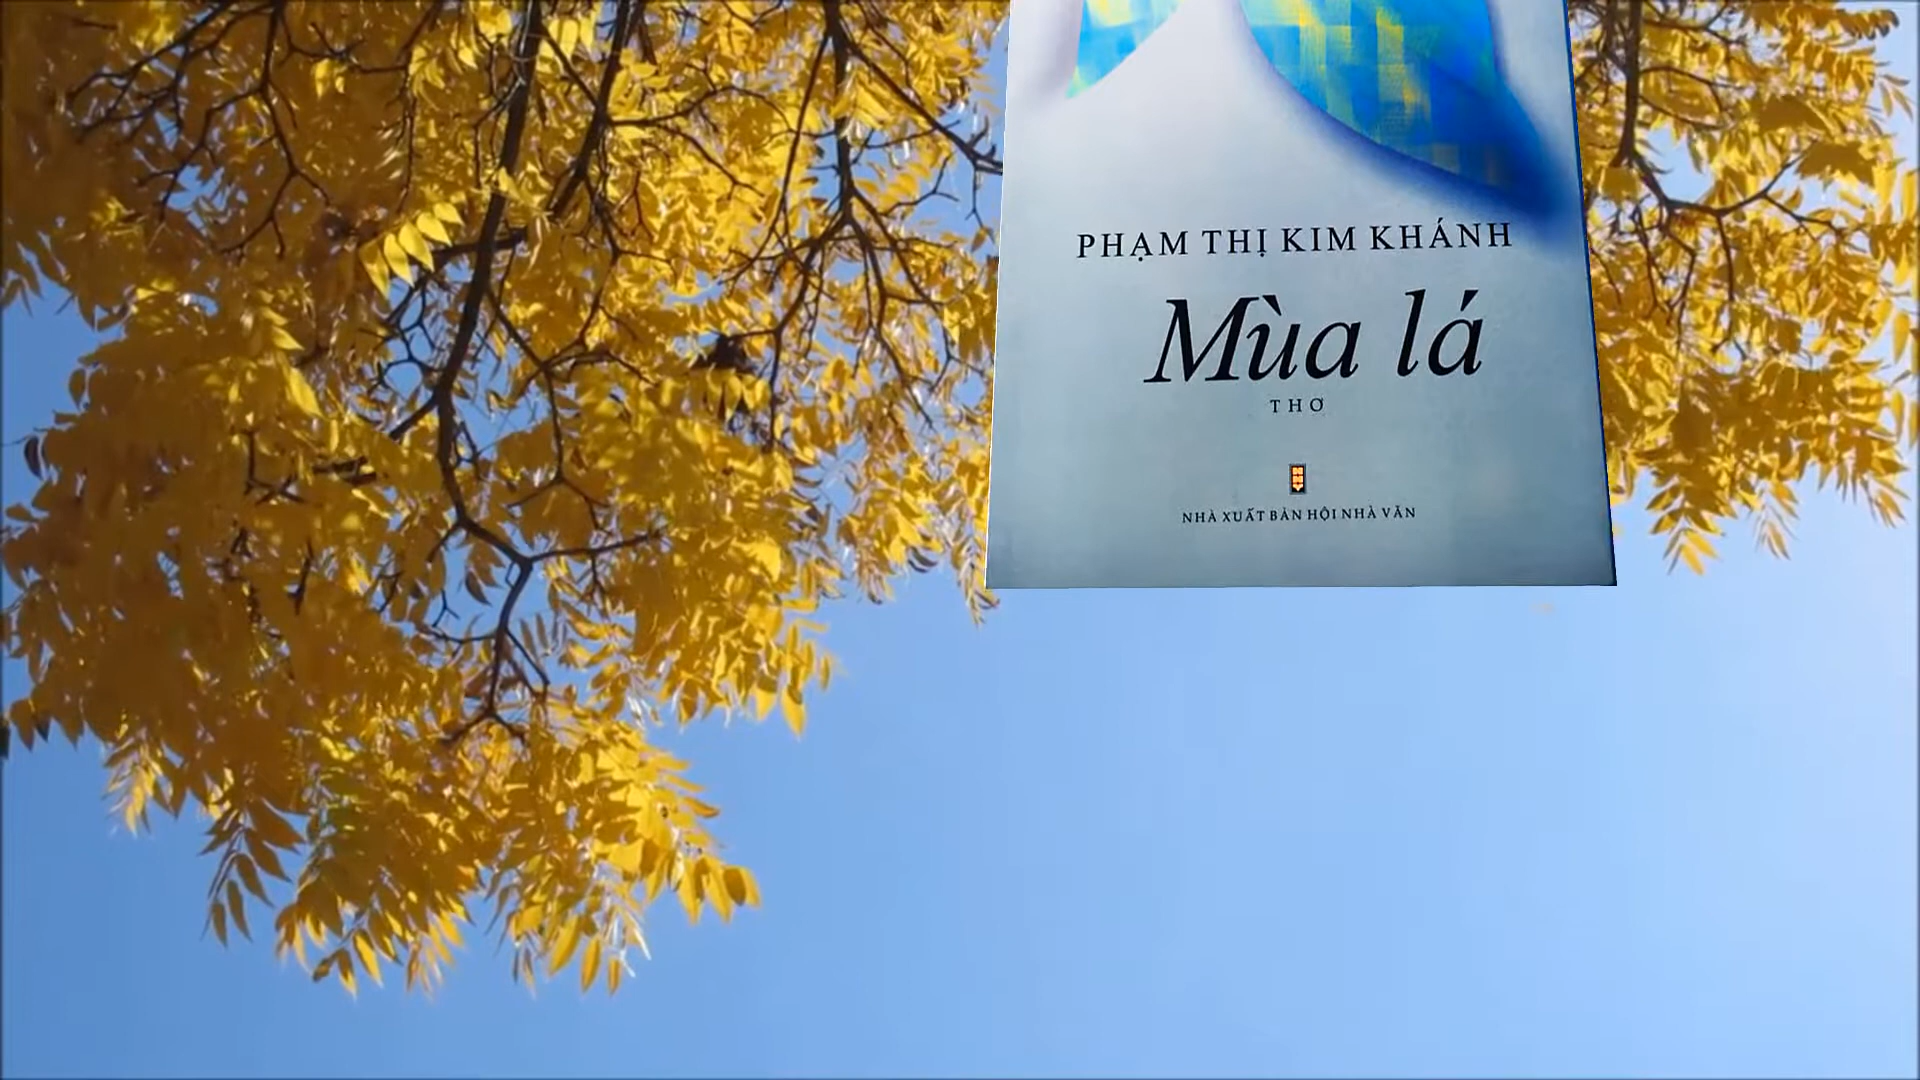 PHẠM THỊ KIM KHÁNH
Mùa lá
THƠ
NHÀ XUẤT BẢN HỘI NHÀ VĂN